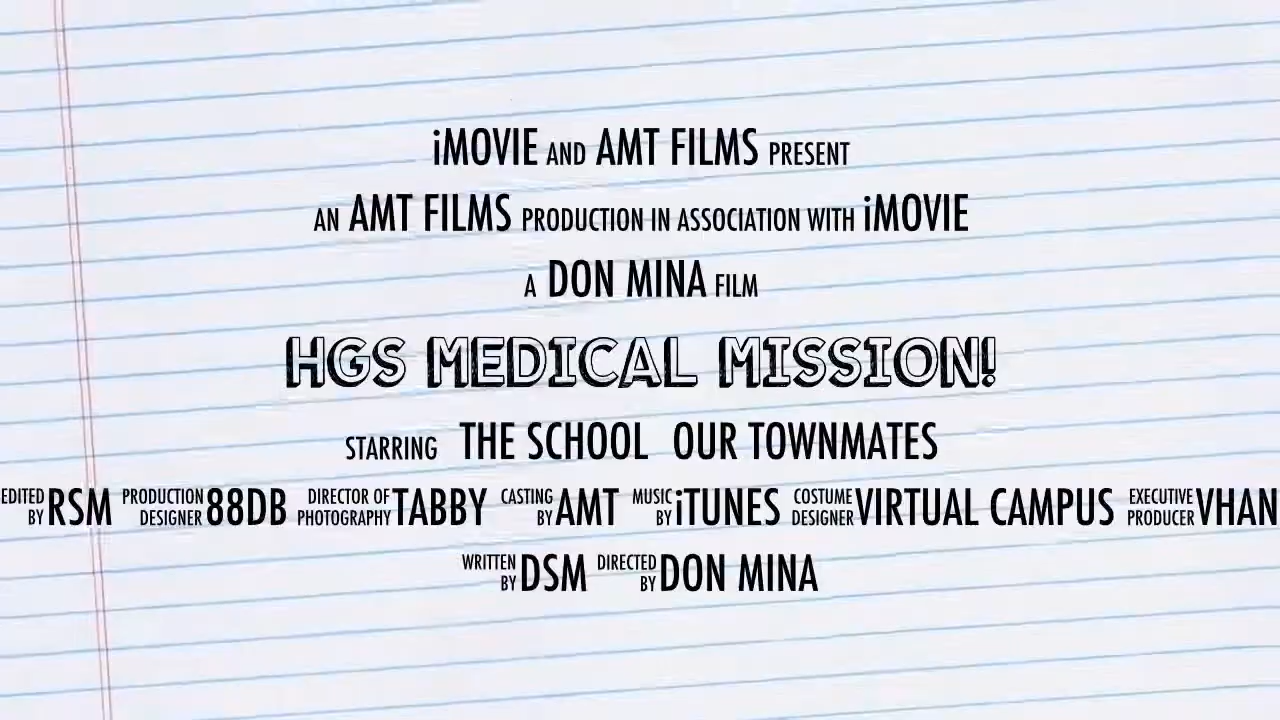 iMOVIE AND AMT FILMS PRESENT
AN AMT FILMS PRODUCTION IN ASSOCIATION WITH iMOVIE
A DON MINA FILM
HGS MEDICAL MISSION!
STARRING THE SCHOOL OUR TOWNMATES
EDITED BY RSM PRODUCTION DESIGNER 88DB DIRECTOR OF PHOTOGRAPHY TABBY CASTING BY AMT MUSIC BY iTUNES COSTUME DESIGNER VIRTUAL CAMPUS EXECUTIVE PRODUCER VHAN
WRITTEN BY DSM DIRECTED BY DON MINA